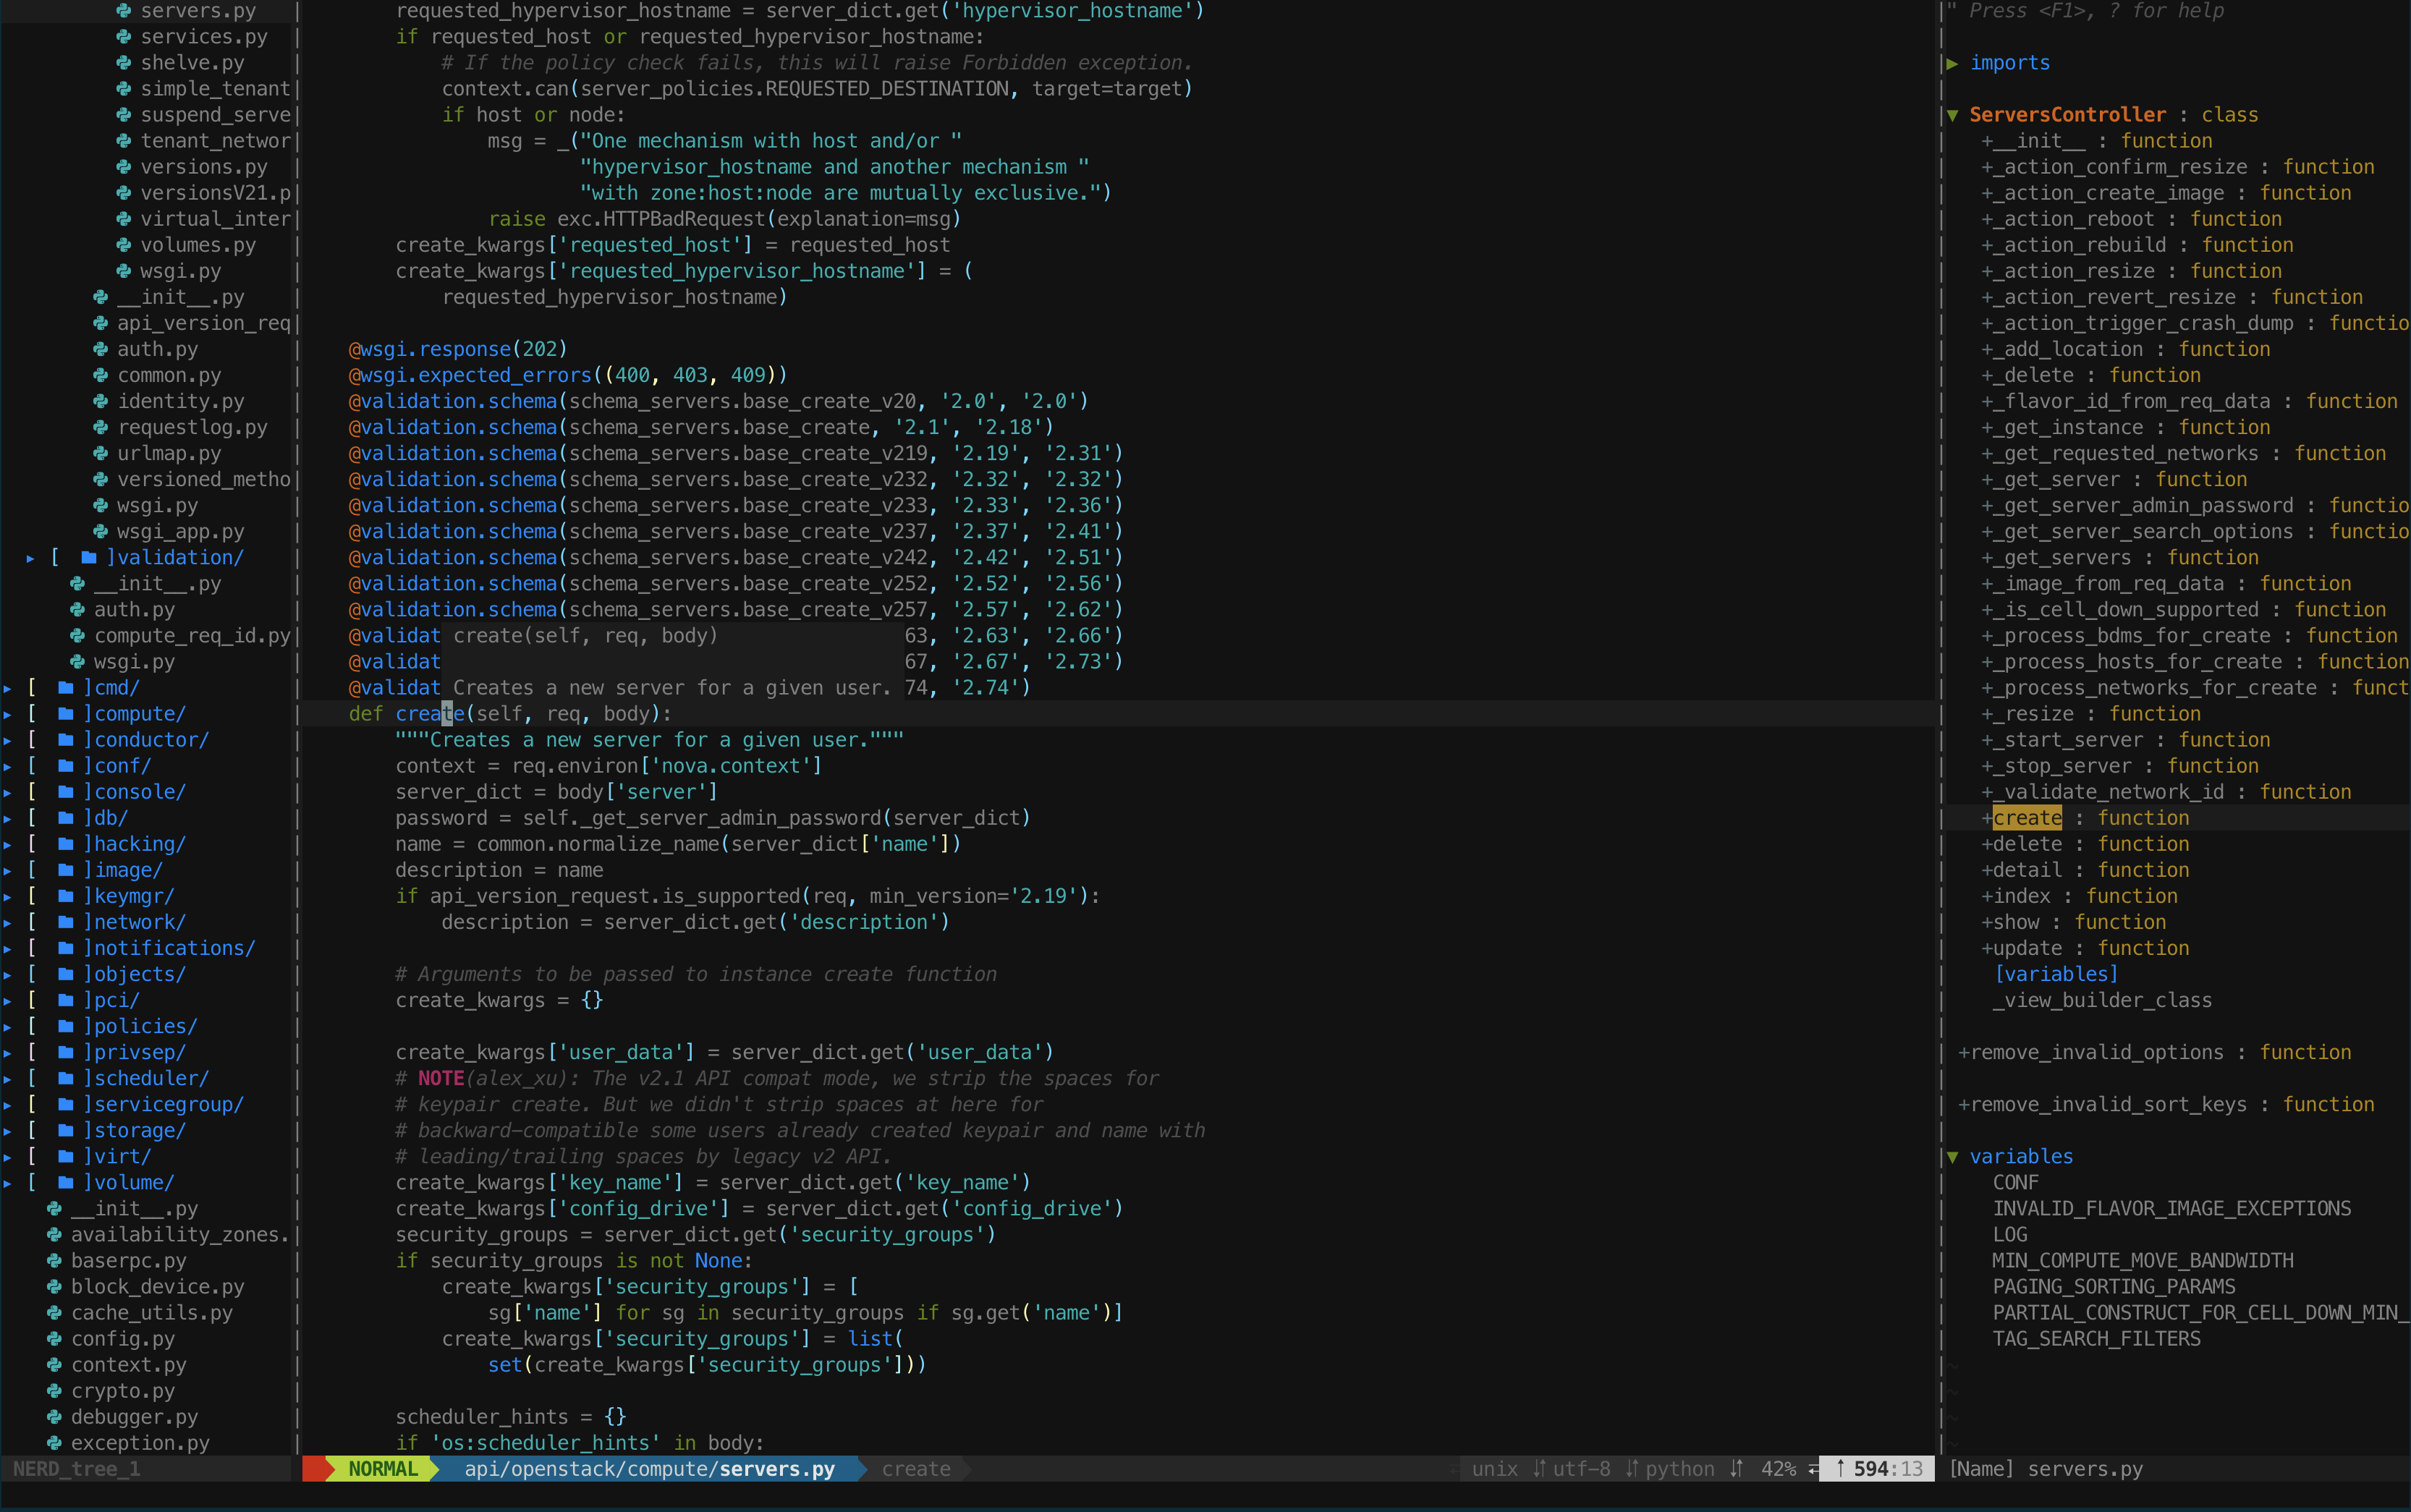 servers.py
services.py
shelve.py
simple_tenant
suspend_serve
tenant_networ
versions.py
versionsV21.p
virtual_inter
volumes.py
wsgi.py
__init__.py
api_version_req
auth.py
common.py
identity.py
requestlog.py
urlmap.py
versioned_metho
wsgi.py
wsgi_app.py
▸ [ ]validation/
__init__.py
auth.py
compute_req_id.py
wsgi.py
▸ [ ]cmd/
▸ [ ]compute/
▸ [ ]conductor/
▸ [ ]conf/
▸ [ ]console/
▸ [ ]db/
▸ [ ]hacking/
▸ [ ]image/
▸ [ ]keymgr/
▸ [ ]network/
▸ [ ]notifications/
▸ [ ]objects/
▸ [ ]pci/
▸ [ ]policies/
▸ [ ]privsep/
▸ [ ]scheduler/
▸ [ ]servicegroup/
▸ [ ]storage/
▸ [ ]virt/
▸ [ ]volume/
__init__.py
availability_zones.
baserpc.py
block_device.py
cache_utils.py
config.py
context.py
crypto.py
debugger.py
exception.py
NERD_tree_1
        requested_hypervisor_hostname = server_dict.get('hypervisor_hostname')
        if requested_host or requested_hypervisor_hostname:
            # If the policy check fails, this will raise Forbidden exception.
            context.can(server_policies.REQUESTED_DESTINATION, target=target)
            if host or node:
                msg = _("One mechanism with host and/or "
                        "hypervisor_hostname and another mechanism "
                        "with zone:host:node are mutually exclusive.")
                raise exc.HTTPBadRequest(explanation=msg)
        create_kwargs['requested_host'] = requested_host
        create_kwargs['requested_hypervisor_hostname'] = (
            requested_hypervisor_hostname)
    @wsgi.response(202)
    @wsgi.expected_errors((400, 403, 409))
    @validation.schema(schema_servers.base_create_v20, '2.0', '2.0')
    @validation.schema(schema_servers.base_create, '2.1', '2.18')
    @validation.schema(schema_servers.base_create_v219, '2.19', '2.31')
    @validation.schema(schema_servers.base_create_v232, '2.32', '2.32')
    @validation.schema(schema_servers.base_create_v233, '2.33', '2.36')
    @validation.schema(schema_servers.base_create_v237, '2.37', '2.41')
    @validation.schema(schema_servers.base_create_v242, '2.42', '2.51')
    @validation.schema(schema_servers.base_create_v252, '2.52', '2.56')
    @validation.schema(schema_servers.base_create_v257, '2.57', '2.62')
    @validat create(self, req, body) 63, '2.63', '2.66')
    @validat 67, '2.67', '2.73')
    @validat Creates a new server for a given user. 74, '2.74')
    def create(self, req, body):
        """Creates a new server for a given user."""
        context = req.environ['nova.context']
        server_dict = body['server']
        password = self._get_server_admin_password(server_dict)
        name = common.normalize_name(server_dict['name'])
        description = name
        if api_version_request.is_supported(req, min_version='2.19'):
            description = server_dict.get('description')
        # Arguments to be passed to instance create function
        create_kwargs = {}
        create_kwargs['user_data'] = server_dict.get('user_data')
        # NOTE(alex_xu): The v2.1 API compat mode, we strip the spaces for
        # keypair create. But we didn't strip spaces at here for
        # backward-compatible some users already created keypair and name with
        # leading/trailing spaces by legacy v2 API.
        create_kwargs['key_name'] = server_dict.get('key_name')
        create_kwargs['config_drive'] = server_dict.get('config_drive')
        security_groups = server_dict.get('security_groups')
        if security_groups is not None:
            create_kwargs['security_groups'] = [
                sg['name'] for sg in security_groups if sg.get('name')]
            create_kwargs['security_groups'] = list(
                set(create_kwargs['security_groups']))
        scheduler_hints = {}
        if 'os:scheduler_hints' in body:
NORMAL api/openstack/compute/servers.py create unix utf-8 python 42% 594:13
" Press <F1>, ? for help
▶ imports
▼ ServersController : class
+__init__ : function
+_action_confirm_resize : function
+_action_create_image : function
+_action_reboot : function
+_action_rebuild : function
+_action_resize : function
+_action_revert_resize : function
+_action_trigger_crash_dump : functio
+_add_location : function
+_delete : function
+_flavor_id_from_req_data : function
+_get_instance : function
+_get_requested_networks : function
+_get_server : function
+_get_server_admin_password : functio
+_get_server_search_options : functio
+_get_servers : function
+_image_from_req_data : function
+_is_cell_down_supported : function
+_process_bdms_for_create : function
+_process_hosts_for_create : function
+_process_networks_for_create : funct
+_resize : function
+_start_server : function
+_stop_server : function
+_validate_network_id : function
+create : function
+delete : function
+detail : function
+index : function
+show : function
+update : function
[variables]
_view_builder_class
+remove_invalid_options : function
+remove_invalid_sort_keys : function
▼ variables
CONF
INVALID_FLAVOR_IMAGE_EXCEPTIONS
LOG
MIN_COMPUTE_MOVE_BANDWIDTH
PAGING_SORTING_PARAMS
PARTIAL_CONSTRUCT_FOR_CELL_DOWN_MIN_
TAG_SEARCH_FILTERS
~
~
~
~
[Name] servers.py